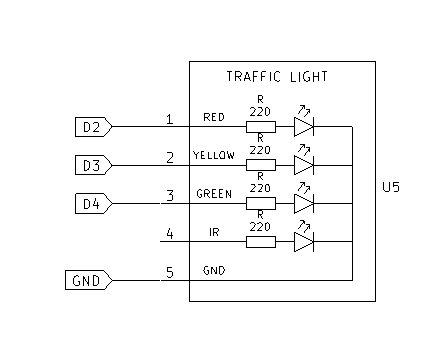 TRAFFIC LIGHT
R
220
D2 1 RED
R
220
D3 2 YELLOW
R
220
D4 3 GREEN
U5
R
220
4 IR
GND 5 GND